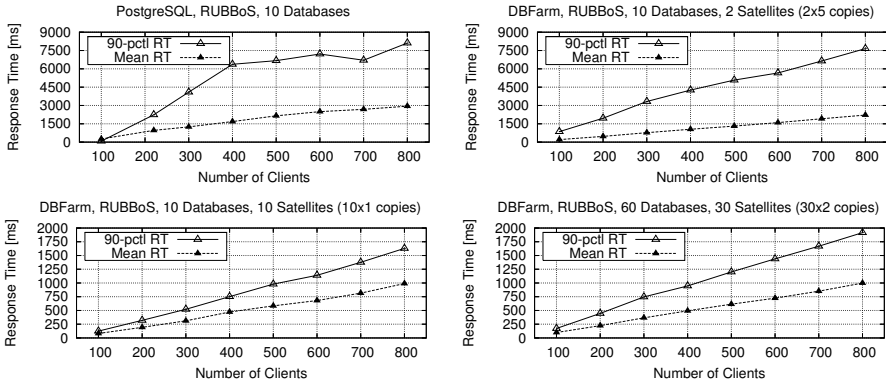 PostgreSQL, RUBBoS, 10 Databases
Response Time [ms]
9000
7500
6000
4500
3000
1500
0
90-pctl RT
Mean RT
100 200 300 400 500 600 700 800
Number of Clients
DBFarm, RUBBoS, 10 Databases, 2 Satellites (2x5 copies)
Response Time [ms]
9000
7500
6000
4500
3000
1500
0
90-pctl RT
Mean RT
100 200 300 400 500 600 700 800
Number of Clients
DBFarm, RUBBoS, 10 Databases, 10 Satellites (10x1 copies)
Response Time [ms]
2000
1750
1500
1250
1000
750
500
250
90-pctl RT
Mean RT
100 200 300 400 500 600 700 800
Number of Clients
DBFarm, RUBBoS, 60 Databases, 30 Satellites (30x2 copies)
Response Time [ms]
2000
1750
1500
1250
1000
750
500
250
90-pctl RT
Mean RT
100 200 300 400 500 600 700 800
Number of Clients